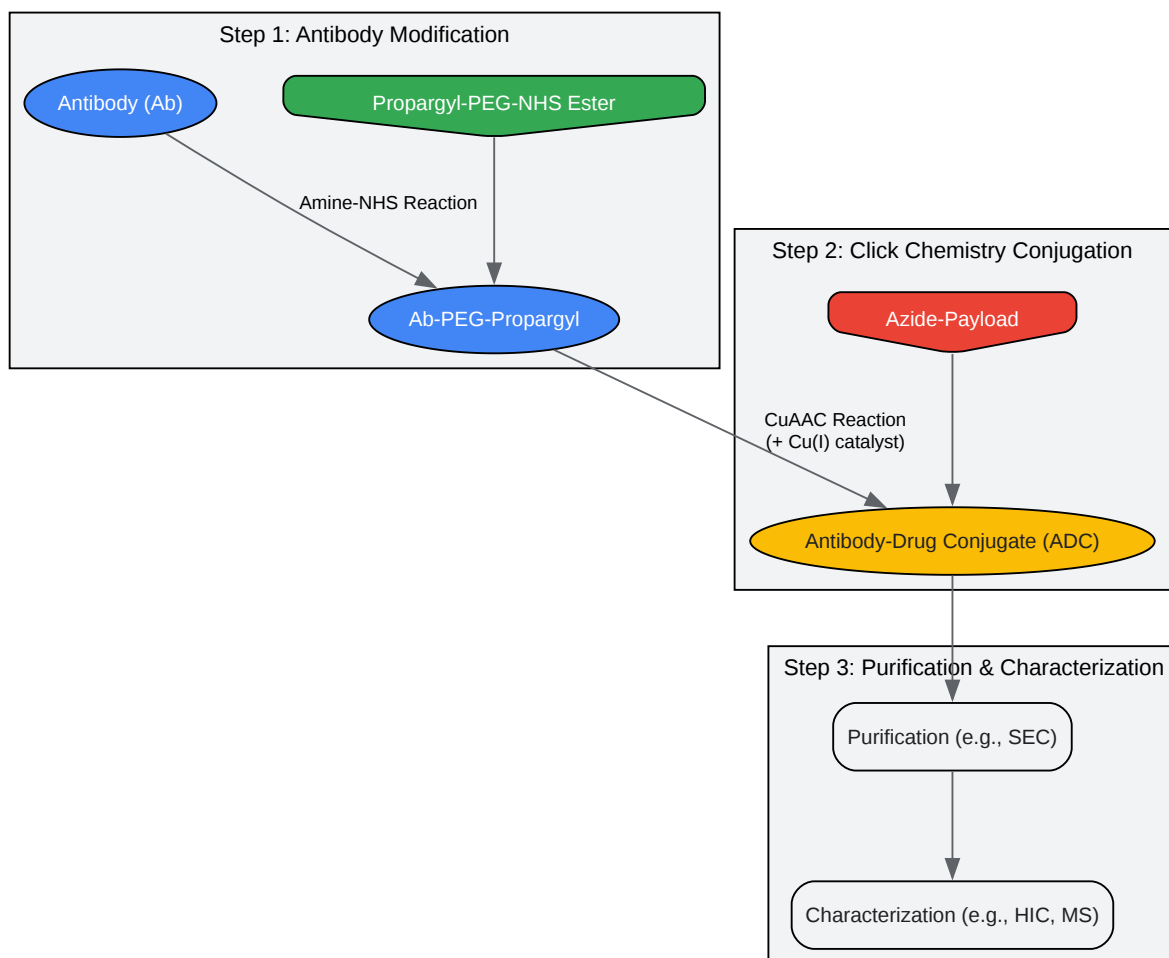 Step 1: Antibody Modification
Antibody (Ab)
Propargyl-PEG-NHS Ester
Amine-NHS Reaction
Ab-PEG-Propargyl
Step 2: Click Chemistry Conjugation
Azide-Payload
CuAAC Reaction
(+ Cu(I) catalyst)
Antibody-Drug Conjugate (ADC)
Step 3: Purification & Characterization
Purification (e.g., SEC)
Characterization (e.g., HIC, MS)